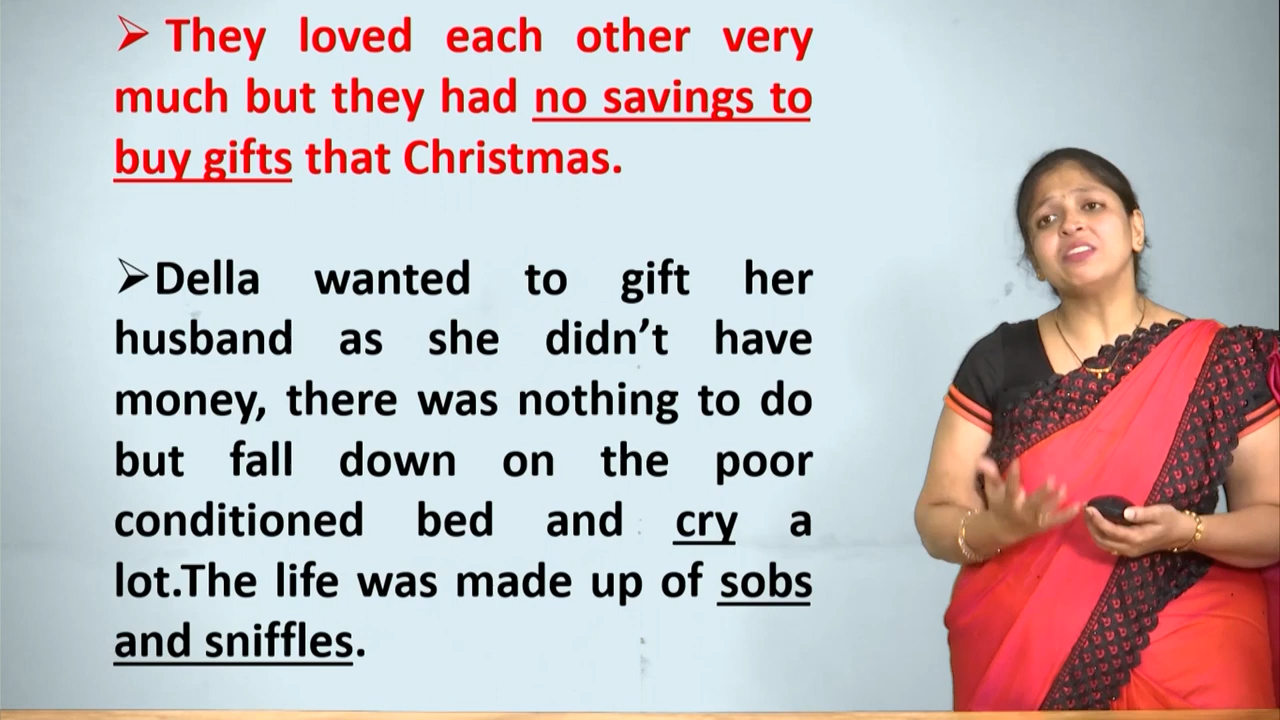 ➢ They loved each other very
much but they had no savings to
buy gifts that Christmas.
➢Della wanted to gift her
husband as she didn’t have
money, there was nothing to do
but fall down on the poor
conditioned bed and cry a
lot.The life was made up of sobs
and sniffles.